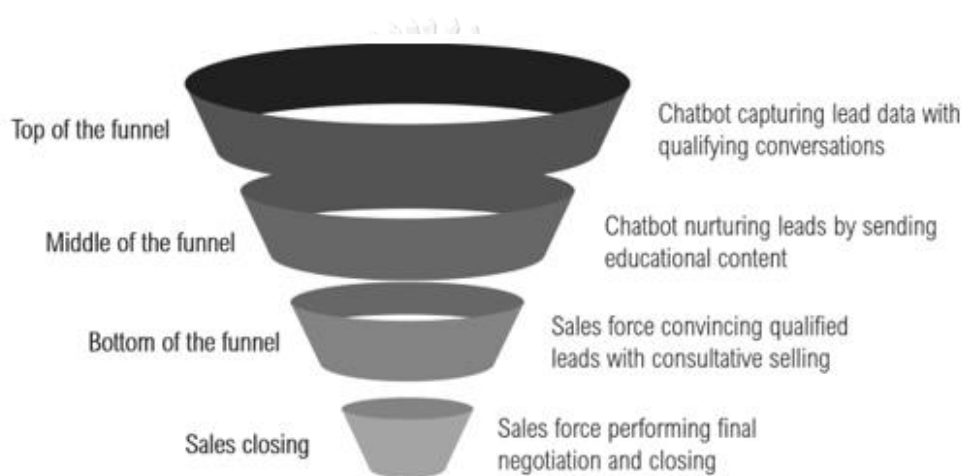 Top of the funnel
Chatbot capturing lead data with
qualifying conversations
Middle of the funnel
Chatbot nurturing leads by sending
educational content
Bottom of the funnel
Sales force convincing qualified
leads with consultative selling
Sales closing
Sales force performing final
negotiation and closing